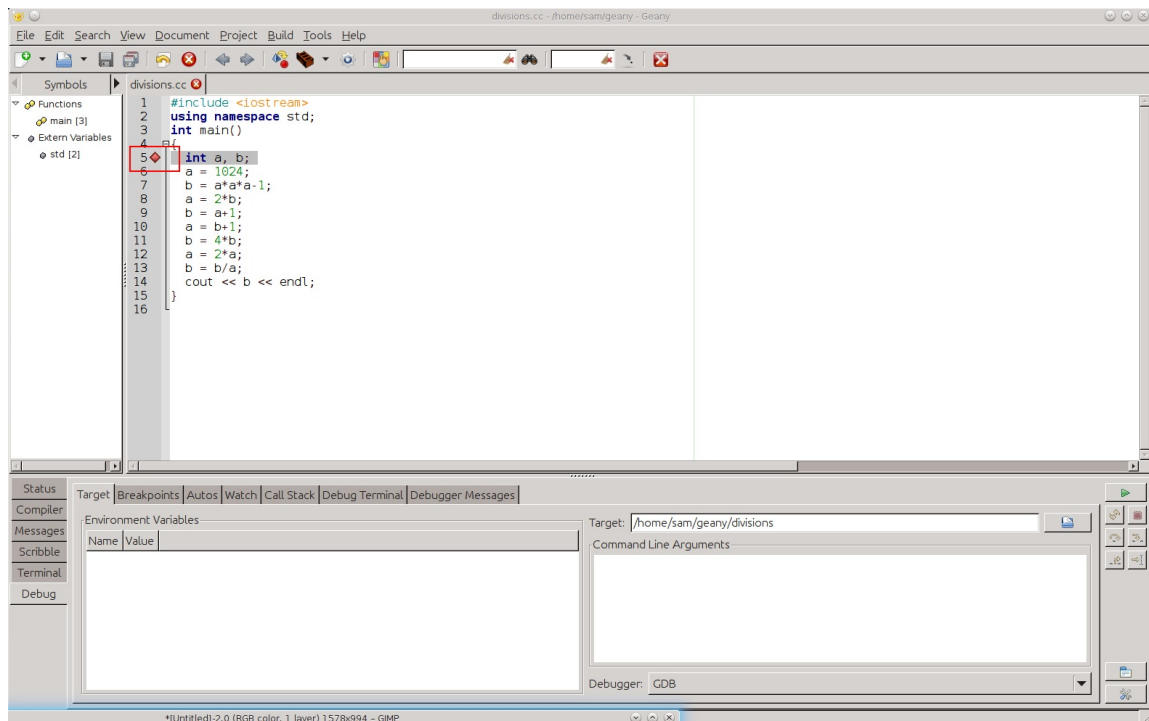 divisions.cc - /home/sam/geany - Geany
File Edit Search View Document Project Build Tools Help
Symbols
divisions.cc
Functions
main [3]
Extern Variables
std [2]
1 #include <iostream>
2 using namespace std;
3 int main()
4 {
5 int a, b;
6 a = 1024;
7 b = a*a*a-1;
8 a = 2*b;
9 b = a+1;
10 a = b+1;
11 b = 4*b;
12 a = 2*a;
13 b = b/a;
14 cout << b << endl;
15 }
16
Status
Compiler
Messages
Scribble
Terminal
Debug
Target Breakpoints Autos Watch Call Stack Debug Terminal Debugger Messages
Environment Variables
Name Value
Target: /home/sam/geany/divisions
Command Line Arguments
Debugger: GDB
*[Untitled]-2.0 (RGB color, 1 layer) 1578x994 – GIMP